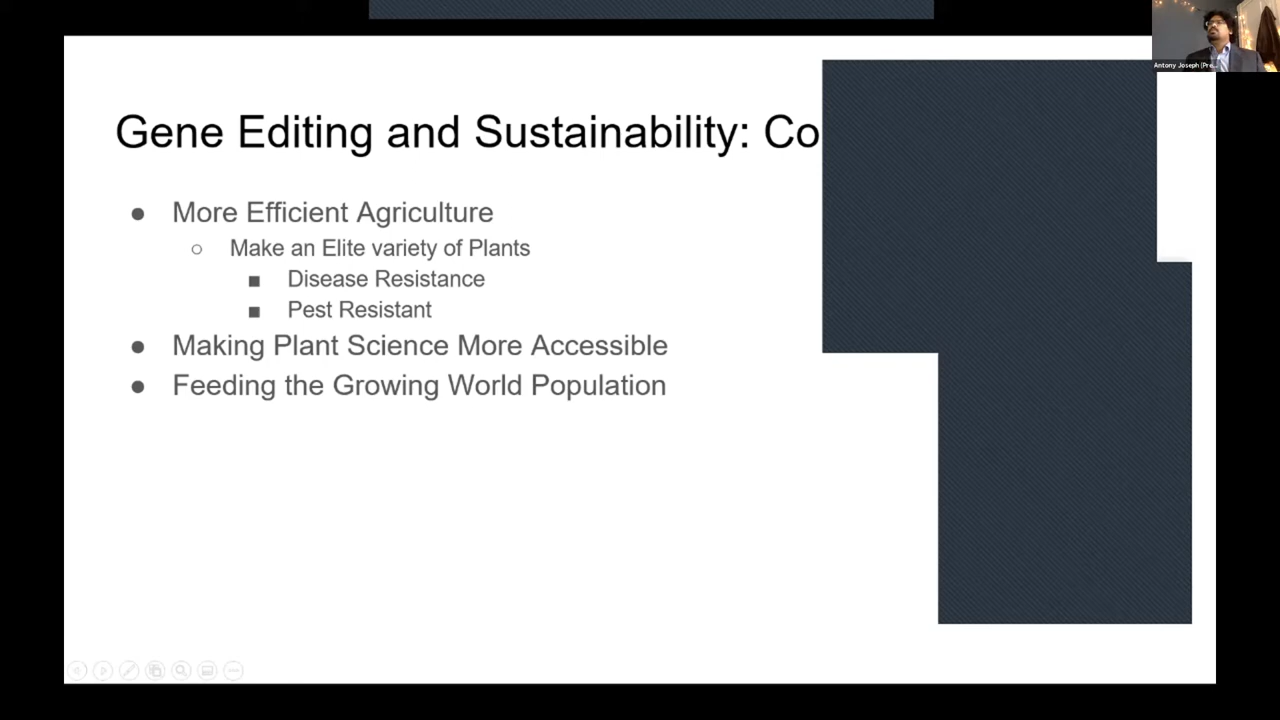 Antony Joseph (Pre...
Gene Editing and Sustainability: Co
More Efficient Agriculture
Make an Elite variety of Plants
Disease Resistance
Pest Resistant
Making Plant Science More Accessible
Feeding the Growing World Population